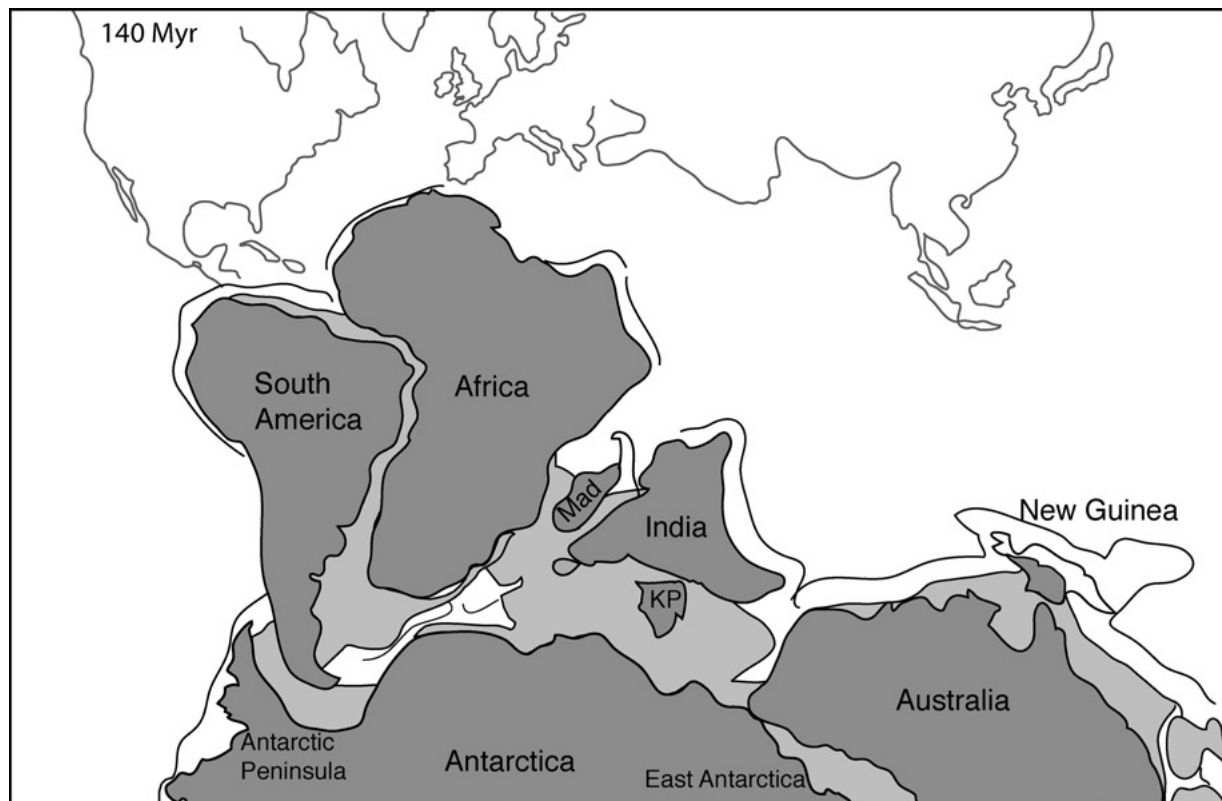 140 Myr
South
America
Africa
Mad
India
New Guinea
KP
Australia
Antarctic
Peninsula
Antarctica
East Antarctica